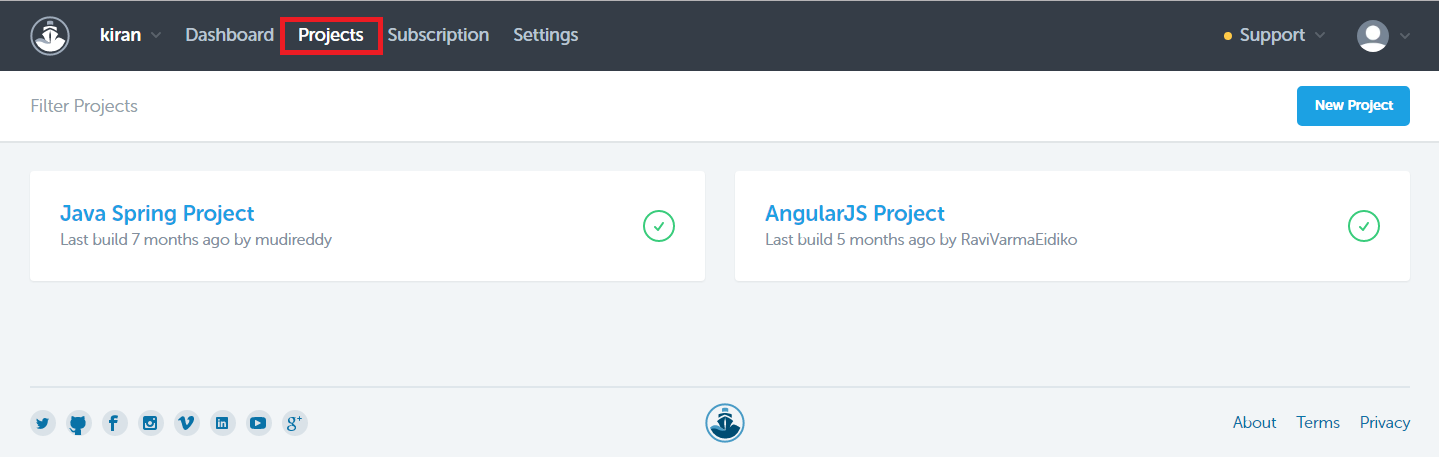 kiran Dashboard Projects Subscription Settings Support
Filter Projects New Project
Java Spring Project AngularJS Project
Last build 7 months ago by mudireddy Last build 5 months ago by RaviVarmaEidiko
About Terms Privacy